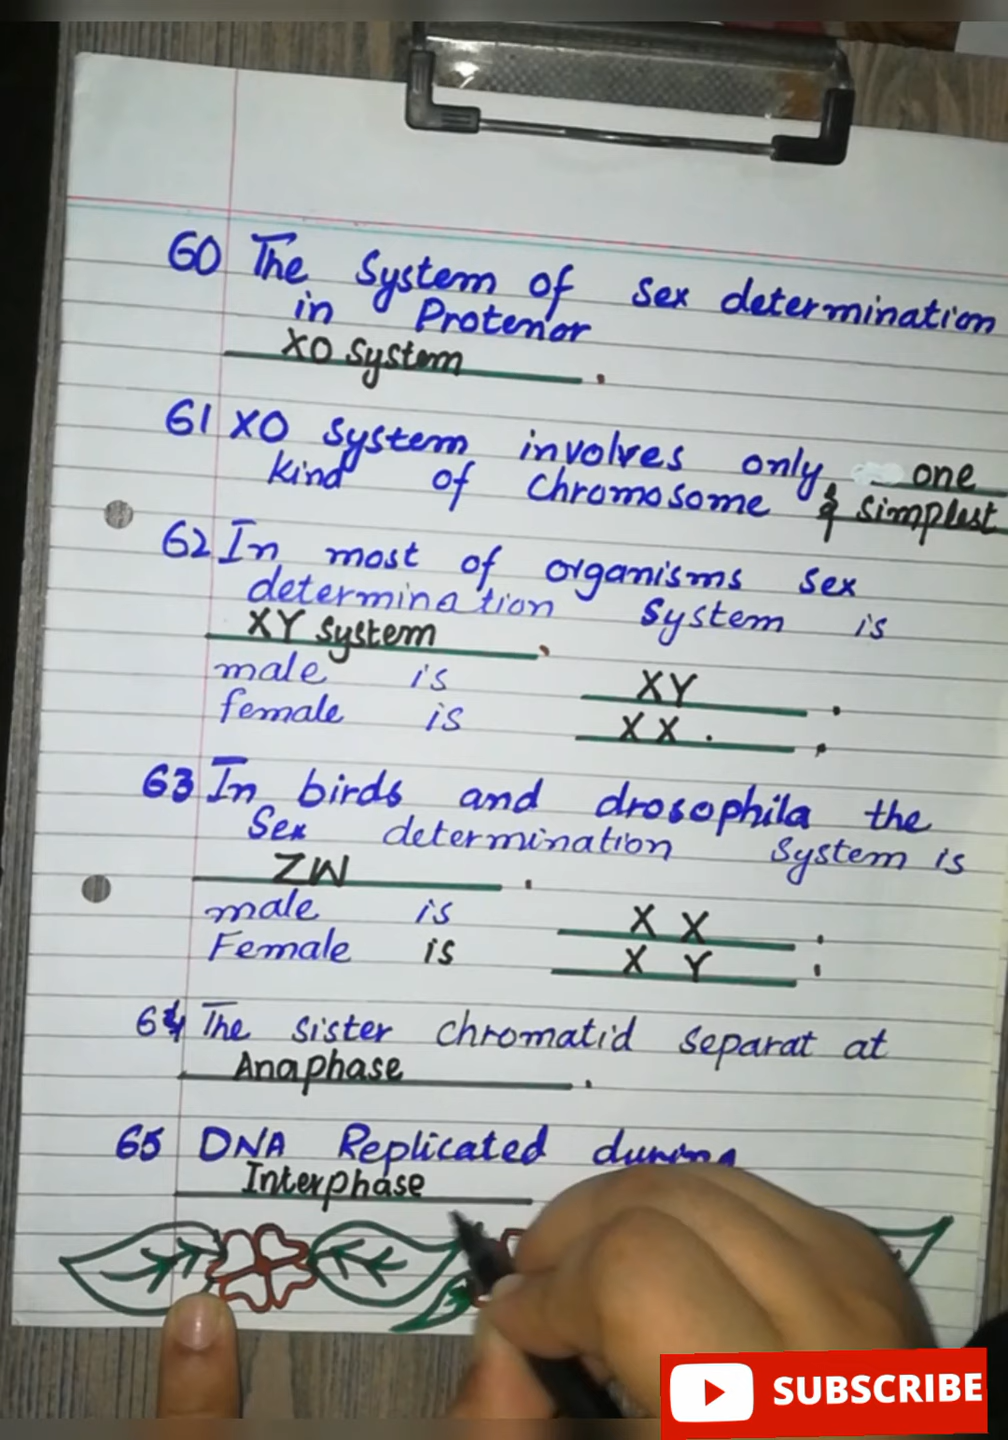 60 The System of sex determination
in Protenor
XO System .
61 XO system involves only, one
kind of chromosome & simplest
62 In most of organisms sex
determination system is
XY system .
male is XY .
female is XX . .
63 In birds and drosophila the
Sex determination system is
ZW .
male is X X .
Female is X Y .
64 The sister chromatid separat at
Anaphase .
65 DNA Replicated during
Interphase
SUBSCRIBE